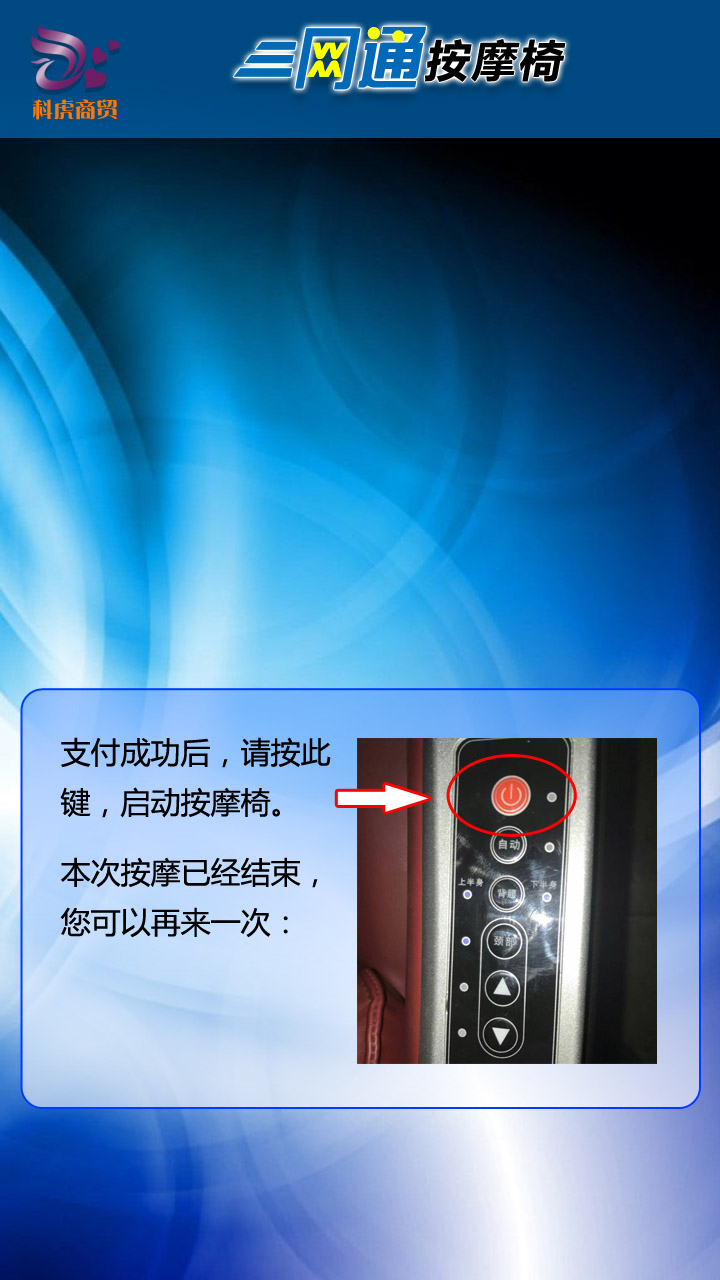 科虎商贸
三网通按摩椅
支付成功后，请按此
键，启动按摩椅。
本次按摩已经结束，
您可以再来一次：
自动
上半身
背腰
下半身
颈部